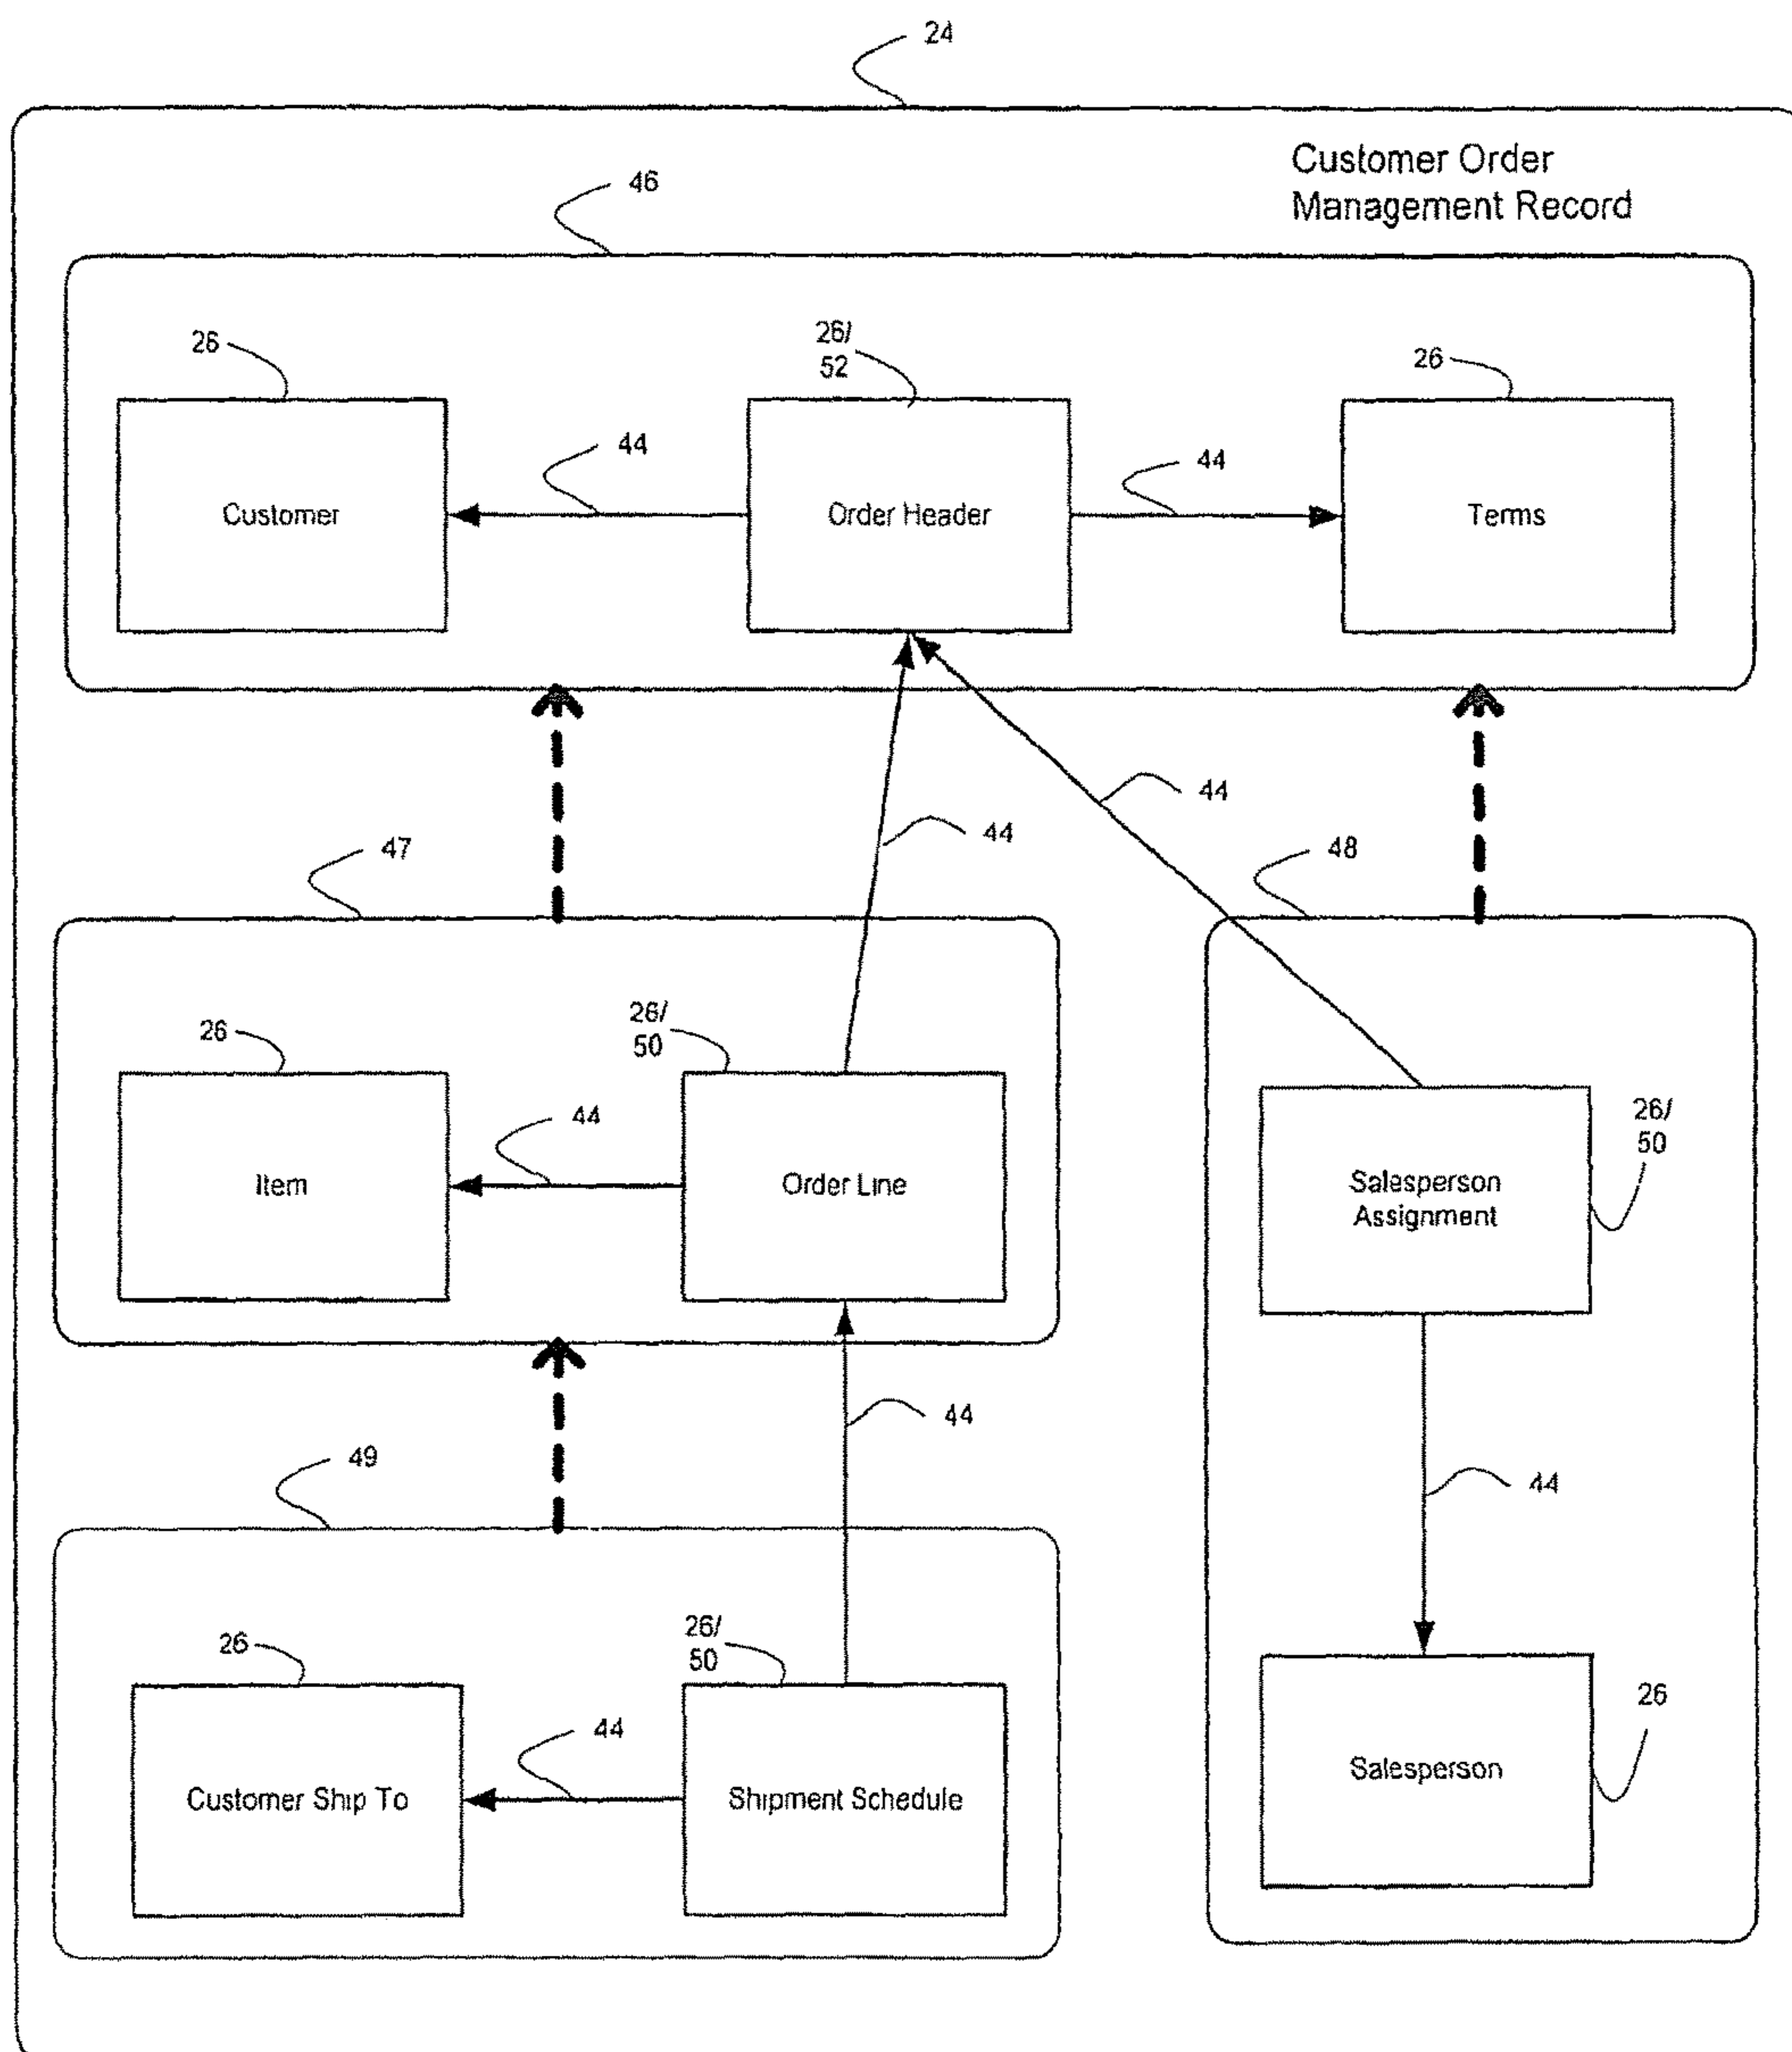 24
Customer Order
Management Record
46
26
26/
52
26
44
44
Customer
Order Header
Terms
44
44
47
48
26
26/
50
44
26/
50
Item
Order Line
Salesperson
Assignment
44
49
44
26
26/
50
44
26
Customer Ship To
Shipment Schedule
Salesperson